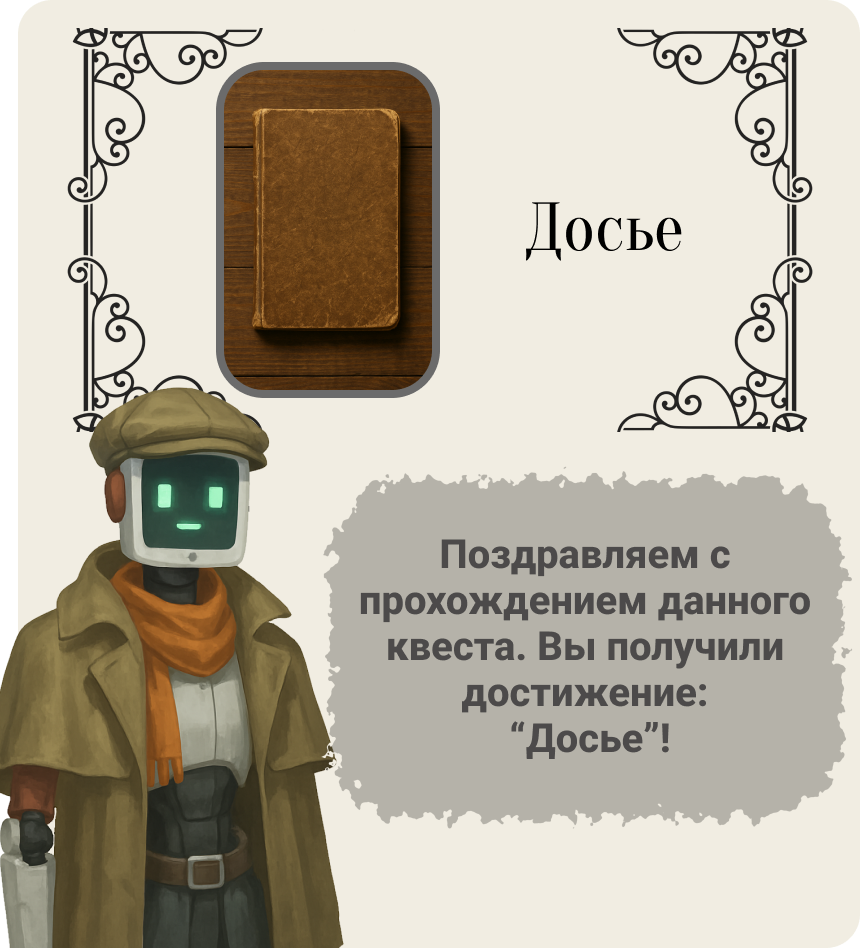 Досье
Поздравляем с
прохождением данного
квеста. Вы получили
достижение:
“Досье”!